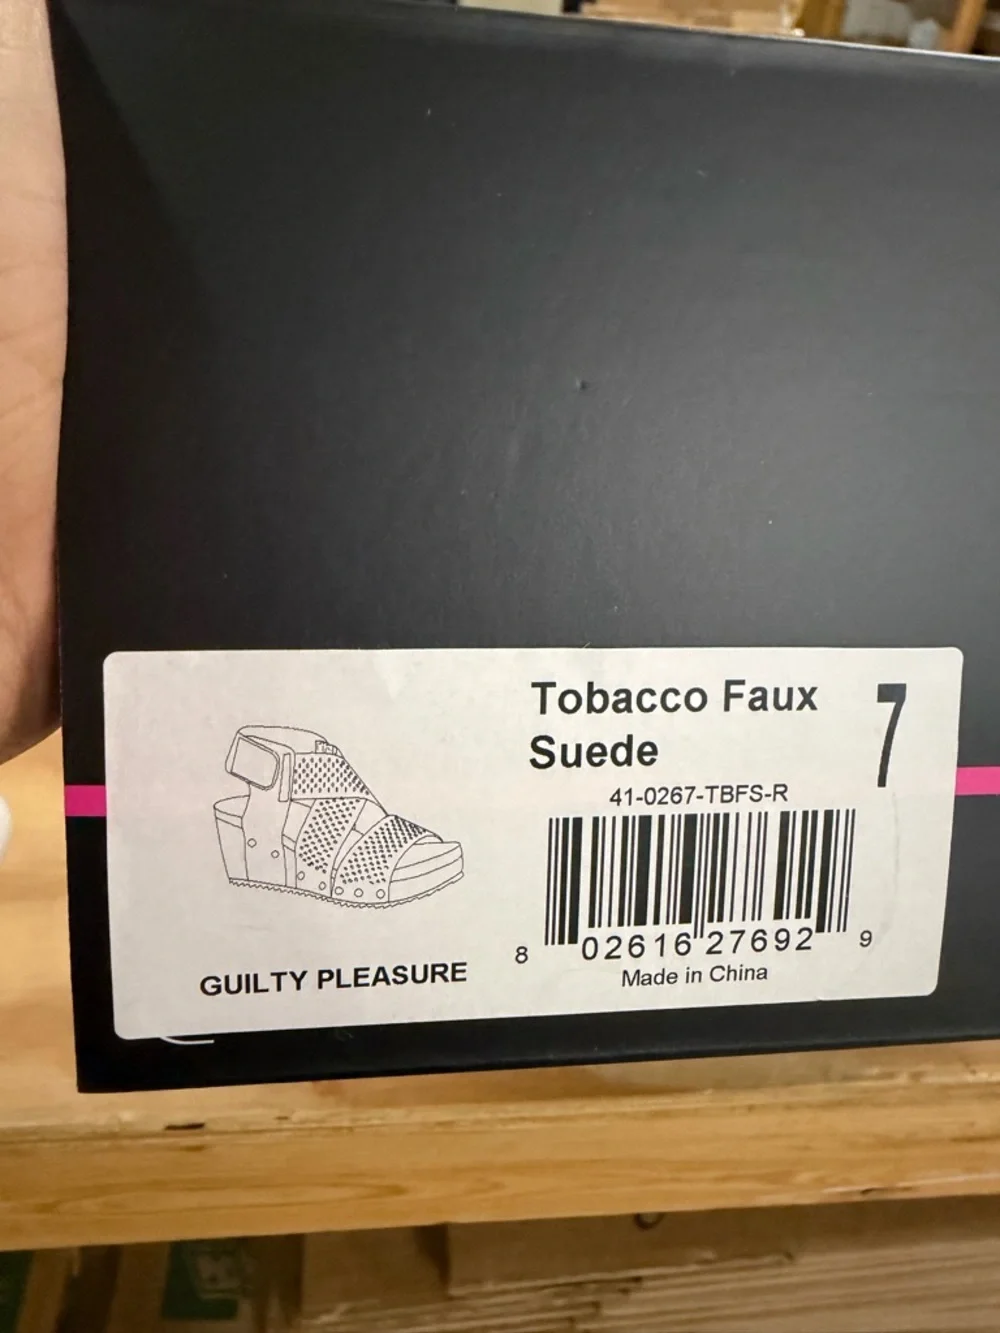 Tobacco Faux
Suede
7
41-0267-TBFS-R
8 02616 27692 9
Made in China
GUILTY PLEASURE